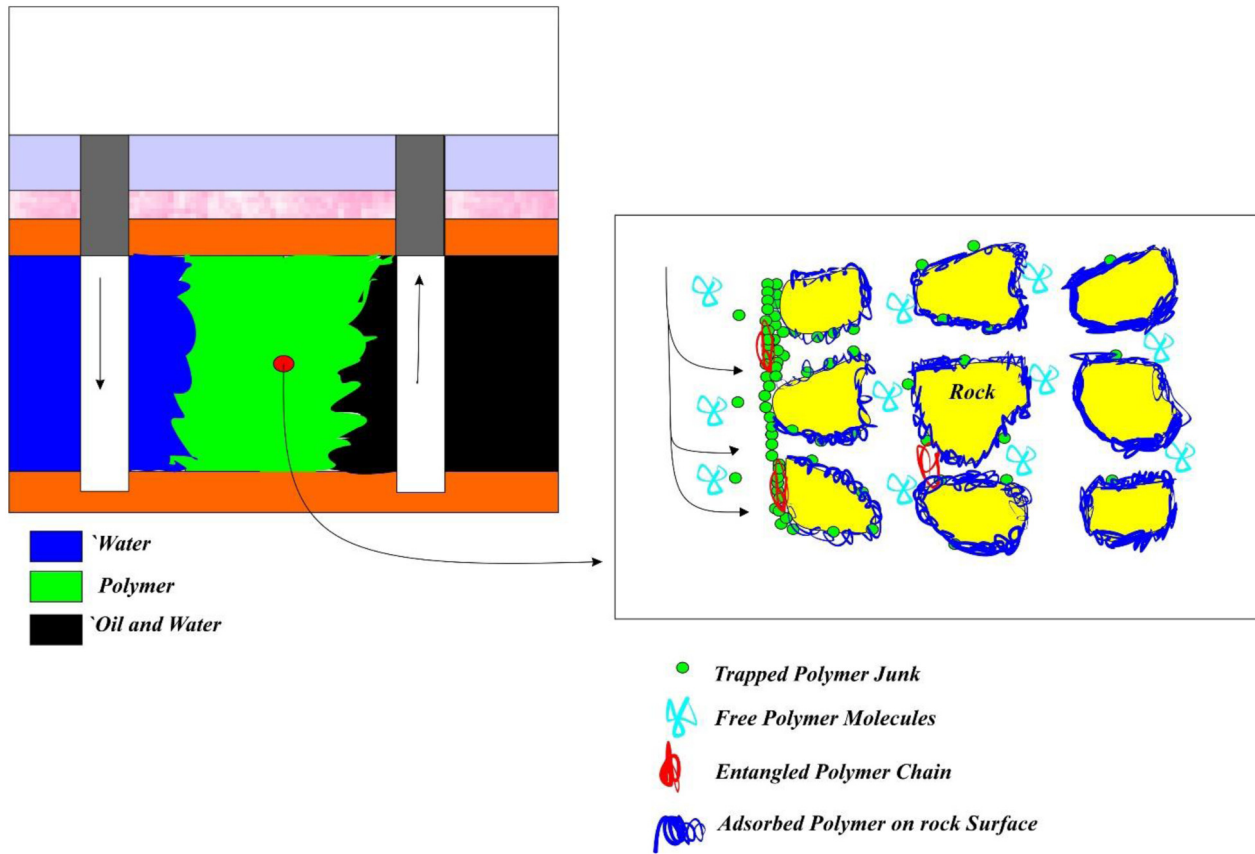 Rock
`Water
Polymer
`Oil and Water
Trapped Polymer Junk
Free Polymer Molecules
Entangled Polymer Chain
Adsorbed Polymer on rock Surface